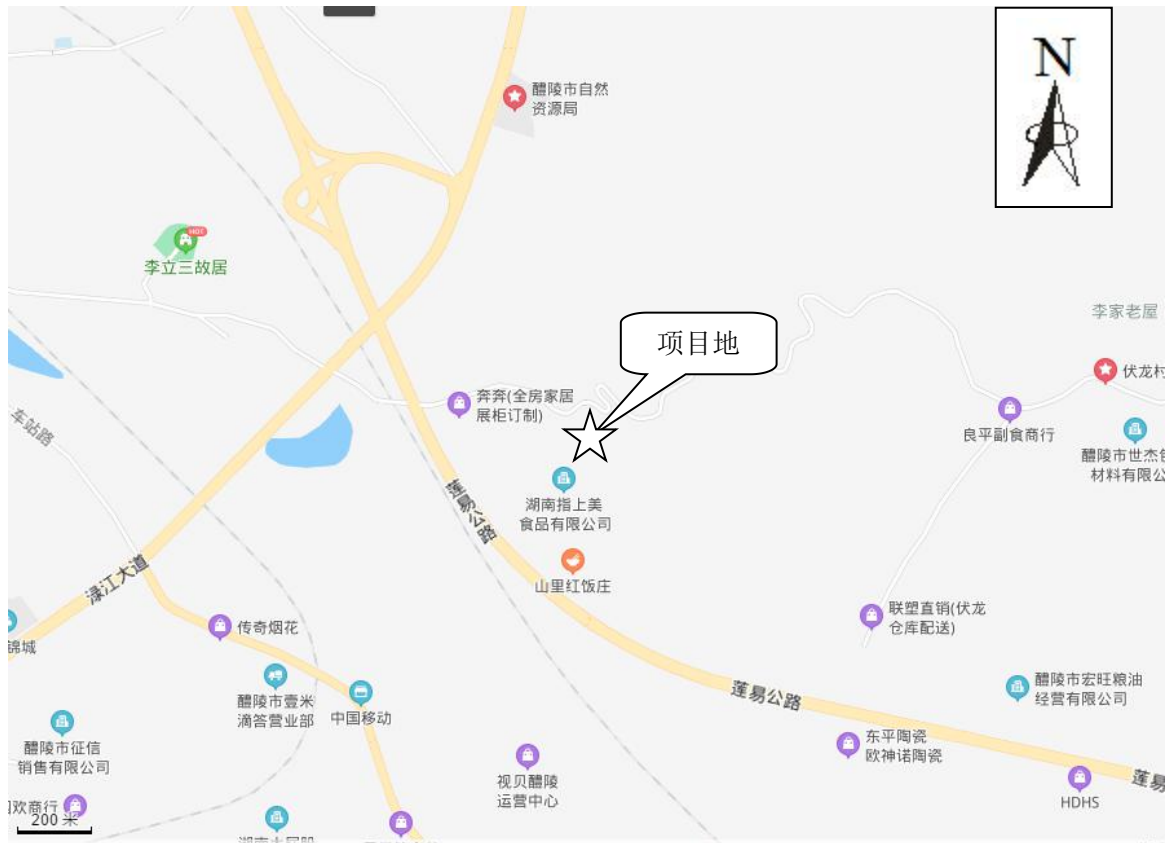 N
醴陵市自然
资源局
HOT
李立三故居
李家老屋
项目地
伏龙村
奔奔(全房家居
展柜订制)
良平副食商行
车站路
醴陵市世杰包
材料有限公
莲易公路
湖南指上美
食品有限公司
山里红饭庄
渌江大道
联塑直销(伏龙
仓库配送)
传奇烟花
锦城
莲易公路
醴陵市宏旺粮油
经营有限公司
醴陵市壹米
滴答营业部
中国移动
醴陵市征信
销售有限公司
东平陶瓷
欧神诺陶瓷
视贝醴陵
运营中心
莲易
HDHS
欢商行
200 米